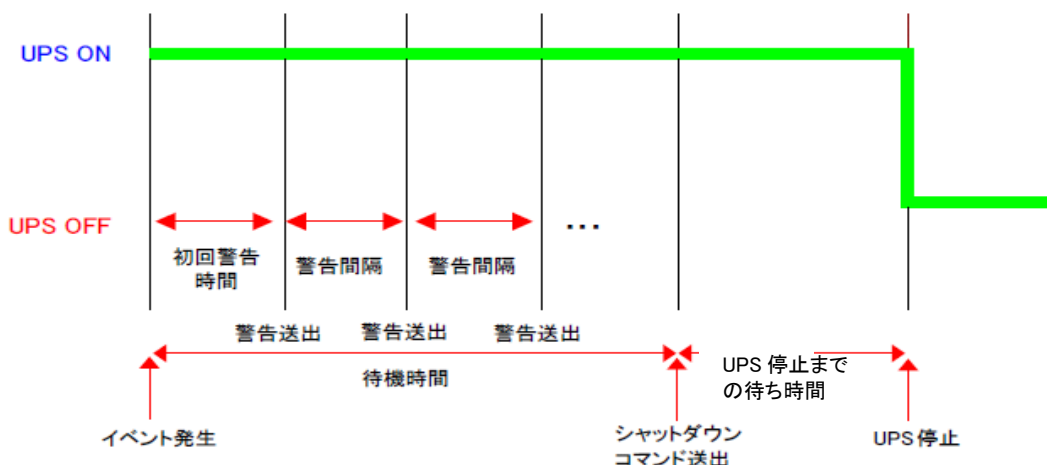 UPS ON
UPS OFF
初回警告
時間
警告間隔
警告間隔
...
警告送出
警告送出
警告送出
待機時間
UPS 停止まで
の待ち時間
イベント発生
シャットダウン
コマンド送出
UPS 停止